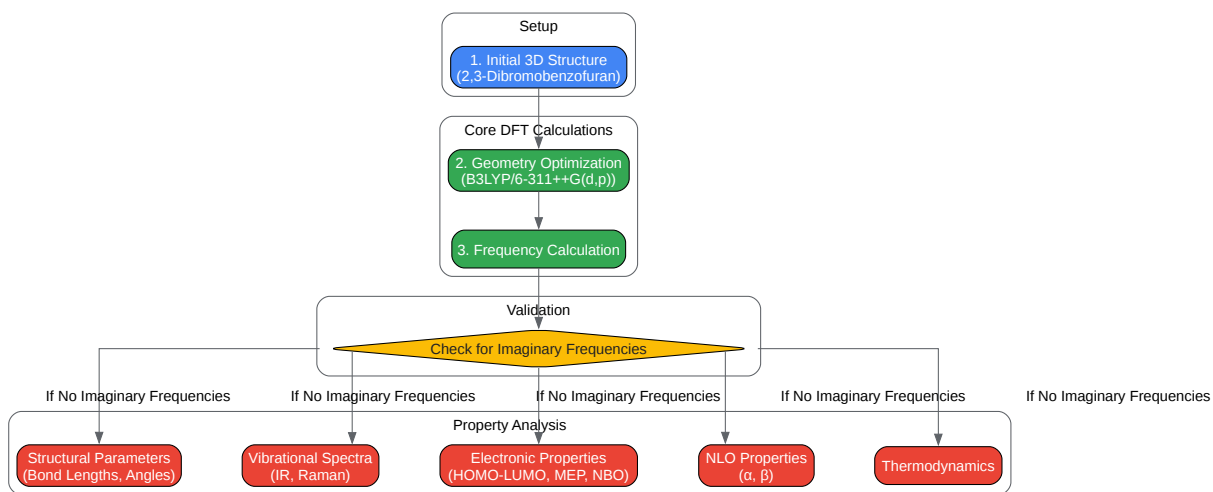 Setup
1. Initial 3D Structure
(2,3-Dibromobenzofuran)
Core DFT Calculations
2. Geometry Optimization
(B3LYP/6-311++G(d,p))
3. Frequency Calculation
Validation
Check for Imaginary Frequencies
If No Imaginary Frequencies
If No Imaginary Frequencies
If No Imaginary Frequencies
If No Imaginary Frequencies
If No Imaginary Frequencies
Property Analysis
Structural Parameters
(Bond Lengths, Angles)
Vibrational Spectra
(IR, Raman)
Electronic Properties
(HOMO-LUMO, MEP, NBO)
NLO Properties
(α, β)
Thermodynamics